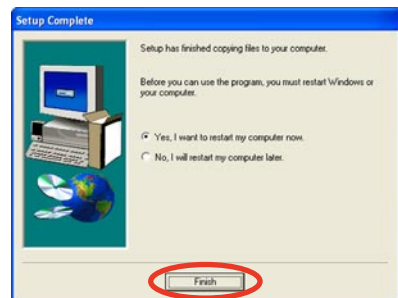 Setup Complete
Setup has finished copying files to your computer.
Before you can use the program, you must restart Windows or
your computer.
Yes, I want to restart my computer now.
No, I will restart my computer later.
Finish